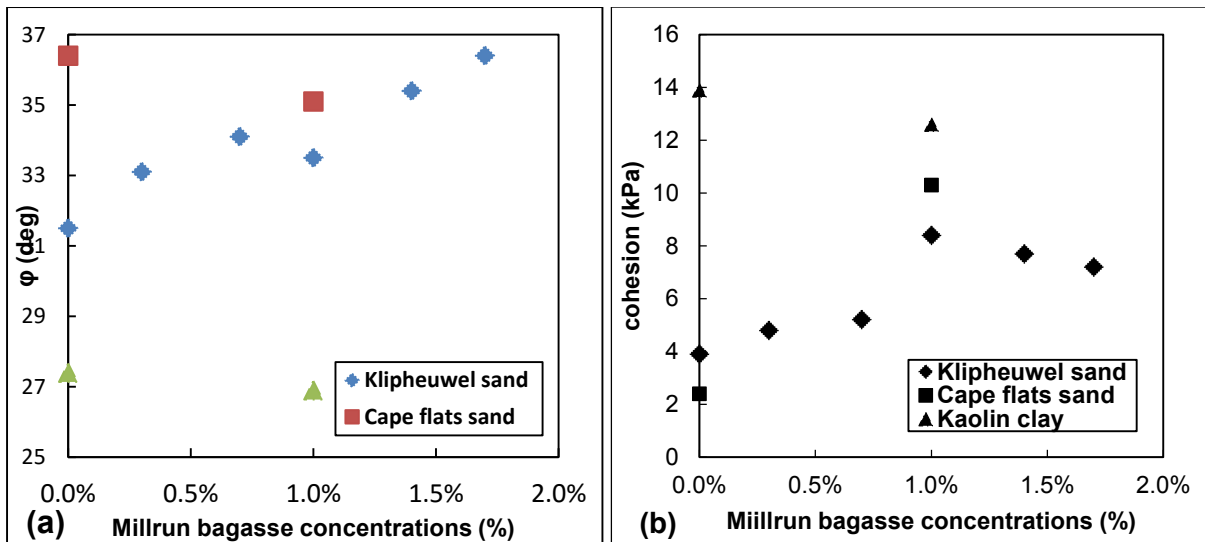 37
35
33
31
29
27
25
φ (deg)
Klipheuwel sand
Cape flats sand
0.0% 0.5% 1.0% 1.5% 2.0%
(a) Millrun bagasse concentrations (%)
16
14
12
10
8
6
4
2
0
cohesion (kPa)
Klipheuwel sand
Cape flats sand
Kaolin clay
0.0% 0.5% 1.0% 1.5% 2.0%
(b) Miillrun bagasse concentrations (%)